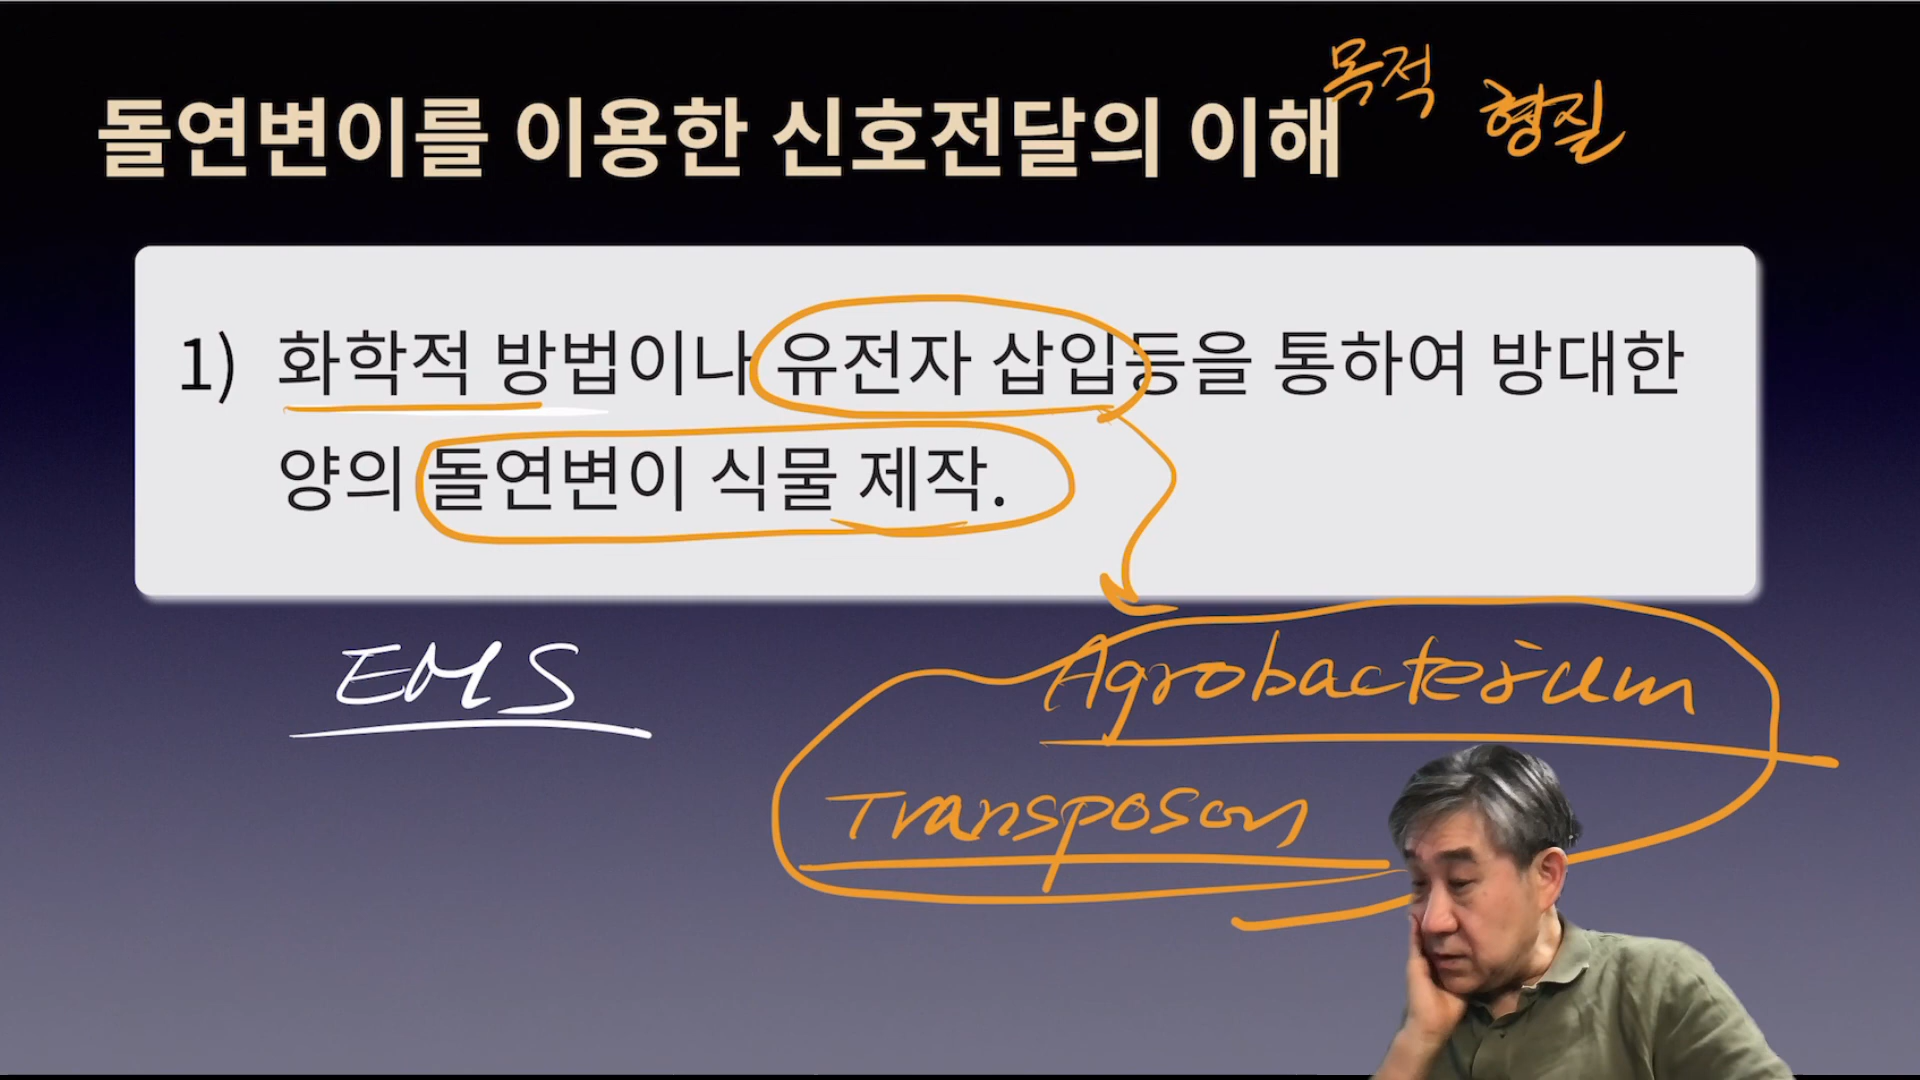 목적 형질
돌연변이를 이용한 신호전달의 이해
1) 화학적 방법이나 유전자 삽입등을 통하여 방대한
양의 돌연변이 식물 제작.
EMS
Agrobacterium
Transposon